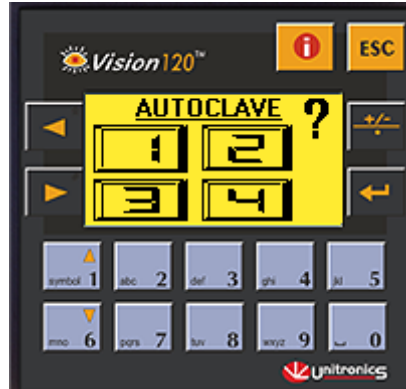 i ESC
Vision120™
AUTOCLAVE ?
1 2
3 4
+/-
symbol 1 abc 2 def 3 ghi 4 jkl 5
mno 6 pqrs 7 tuv 8 wxyz 9 0
unitronics